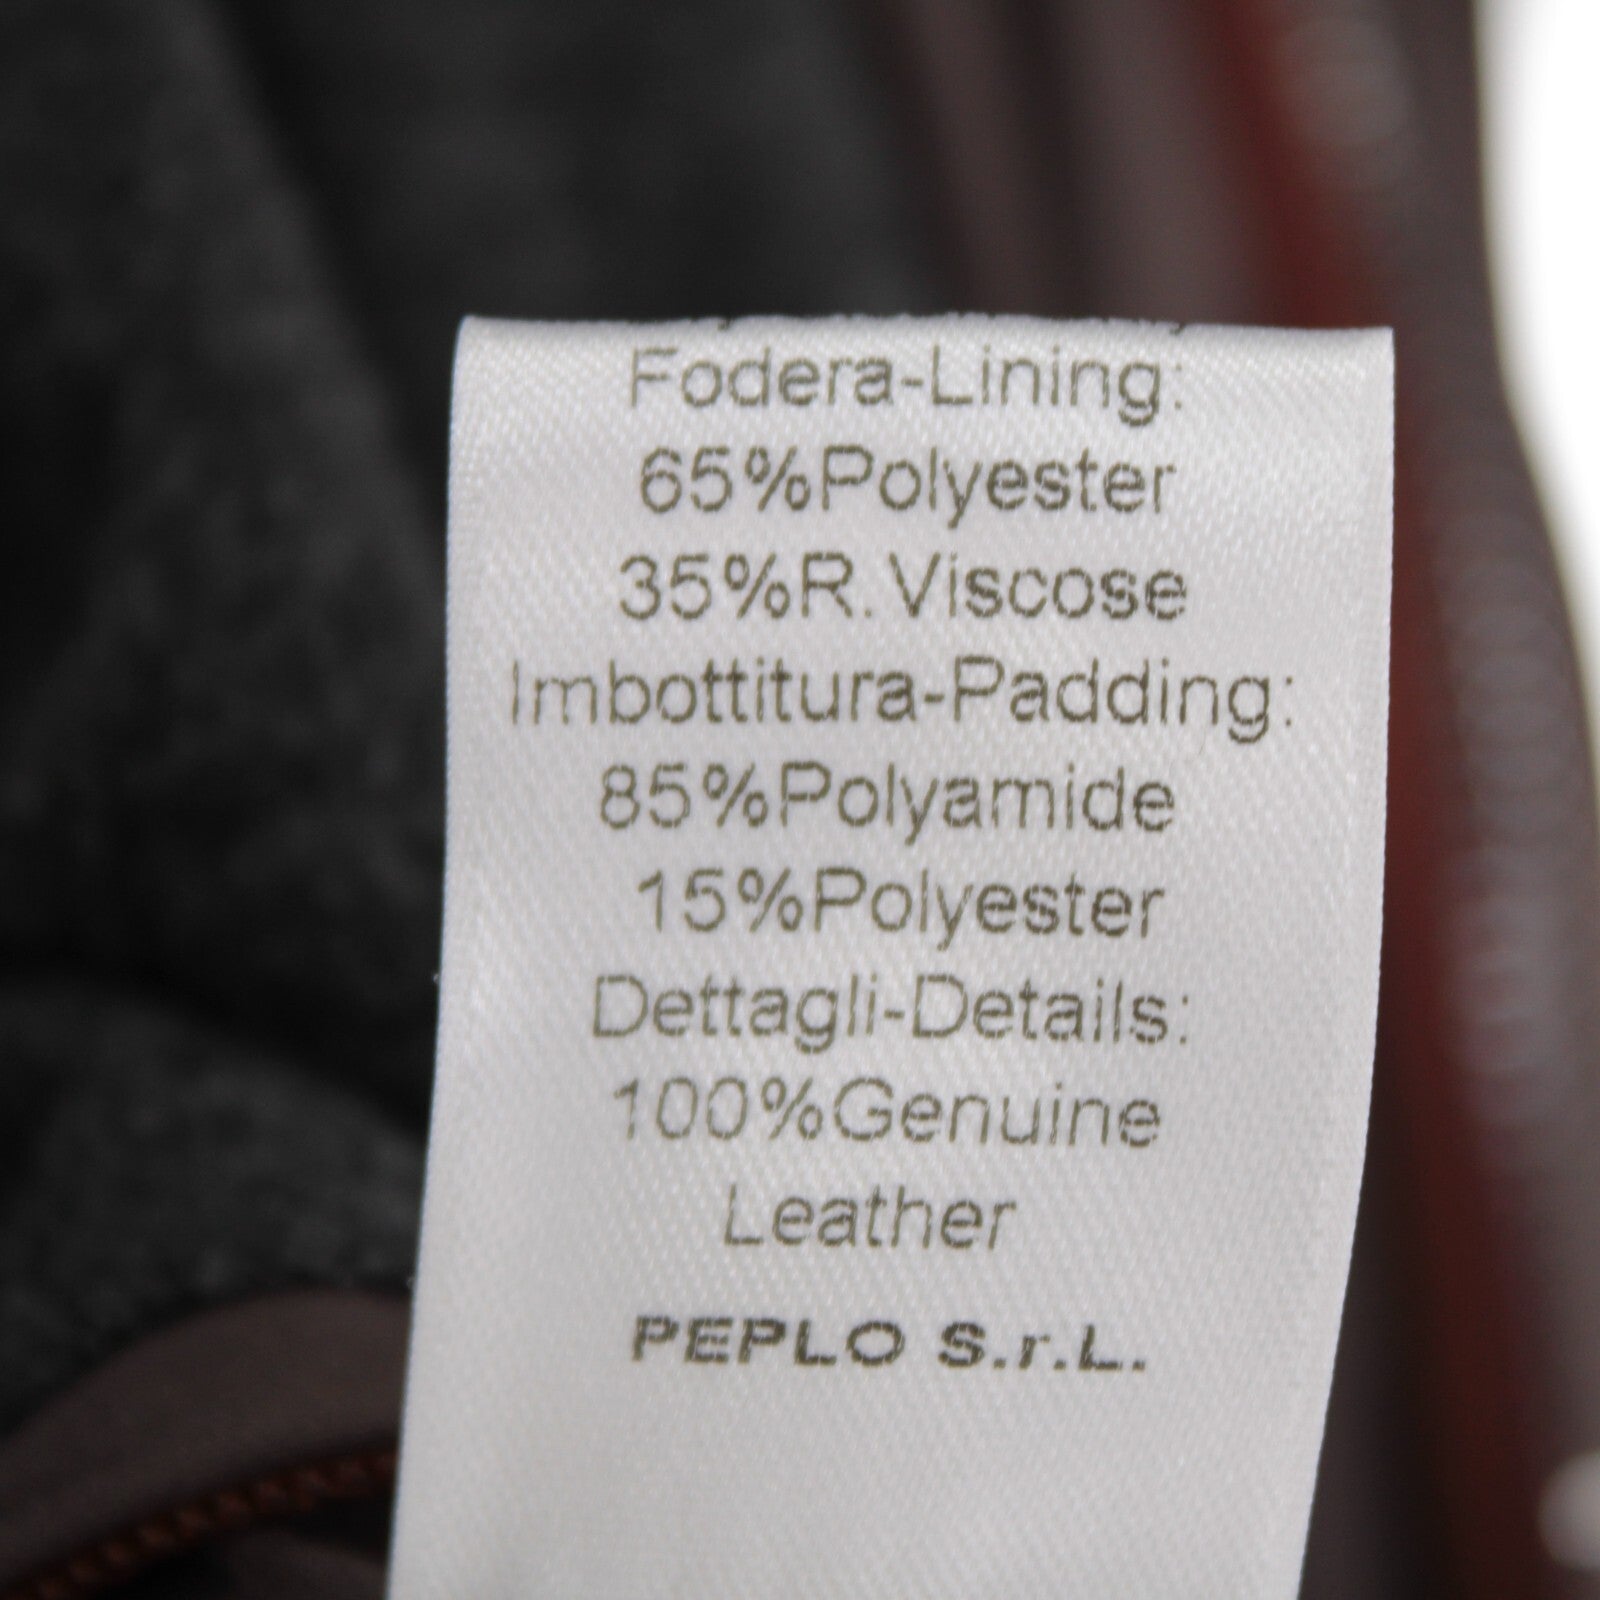 Fodera-Lining:
65%Polyester
35%R.Viscose
Imbottitura-Padding:
85%Polyamide
15%Polyester
Dettagli-Details:
100%Genuine
Leather
PEPLO S.r.L.